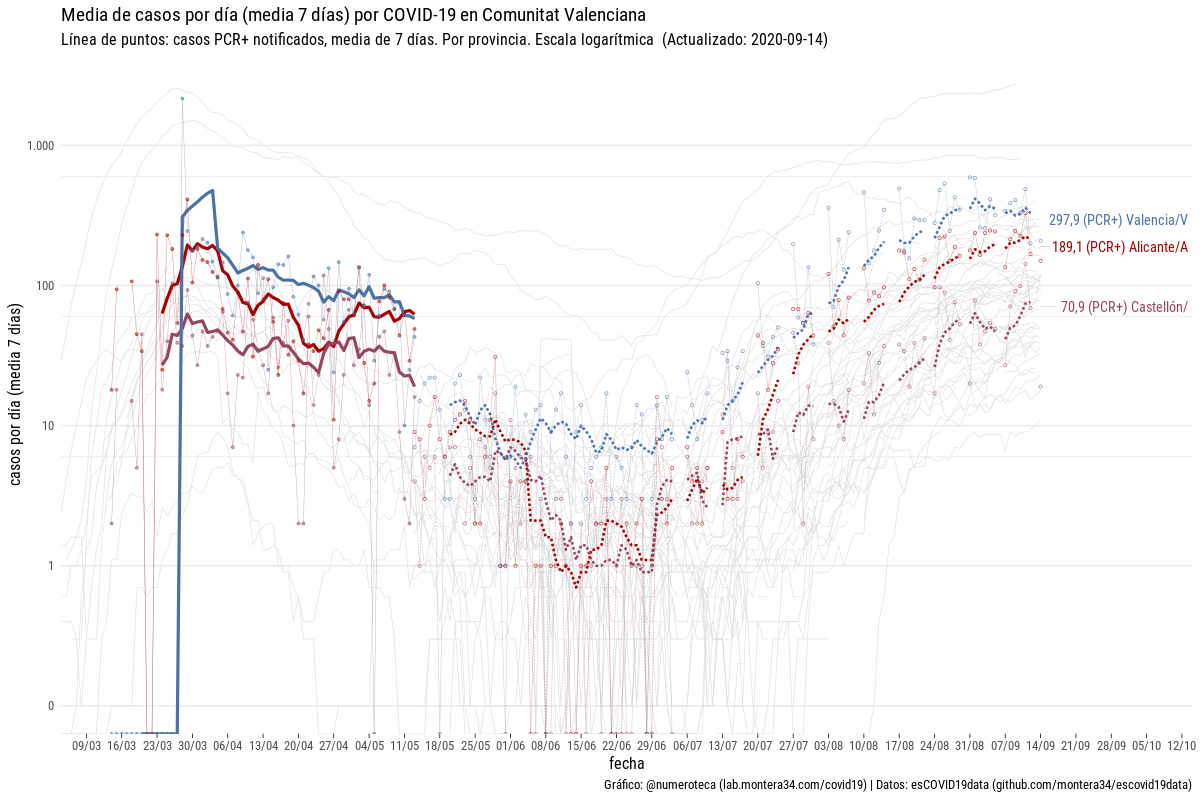 Media de casos por día (media 7 días) por COVID-19 en Comunitat Valenciana
Línea de puntos: casos PCR+ notificados, media de 7 días. Por provincia. Escala logarítmica  (Actualizado: 2020-09-14)
casos por día (media 7 días)
1.000
100
10
1
0
297,9 (PCR+) Valencia/V
189,1 (PCR+) Alicante/A
70,9 (PCR+) Castellón/
09/03 16/03 23/03 30/03 06/04 13/04 20/04 27/04 04/05 11/05 18/05 25/05 01/06 08/06 15/06 22/06 29/06 06/07 13/07 20/07 27/07 03/08 10/08 17/08 24/08 31/08 07/09 14/09 21/09 28/09 05/10 12/10
fecha
Gráfico: @numeroteca (lab.montera34.com/covid19) | Datos: esCOVID19data (github.com/montera34/escovid19data)